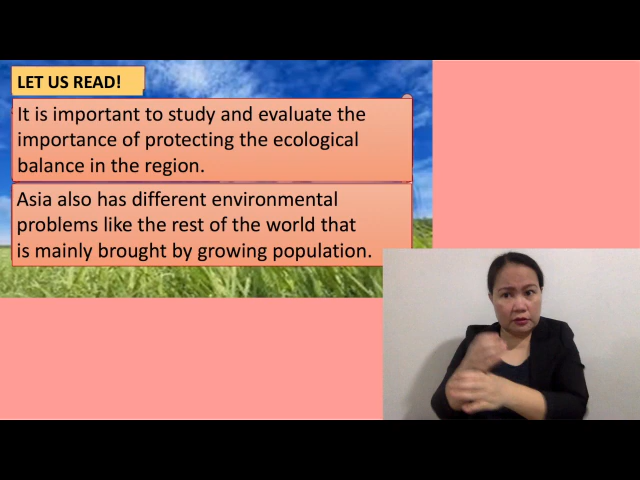 LET US READ!
It is important to study and evaluate the
importance of protecting the ecological
balance in the region.
Asia also has different environmental
problems like the rest of the world that
is mainly brought by growing population.